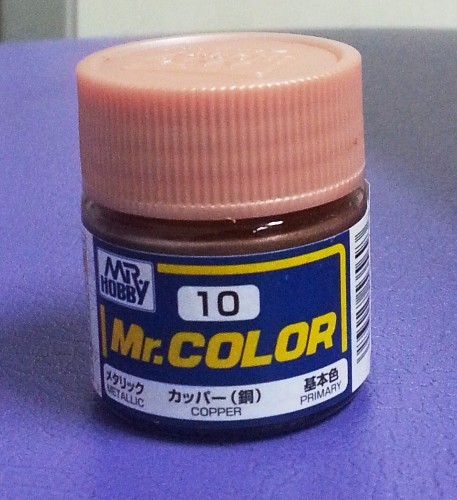 MR.
HOBBY
10
Mr.COLOR
メタリック
METALLIC
カッパー(銅)
COPPER
基本色
PRIMARY